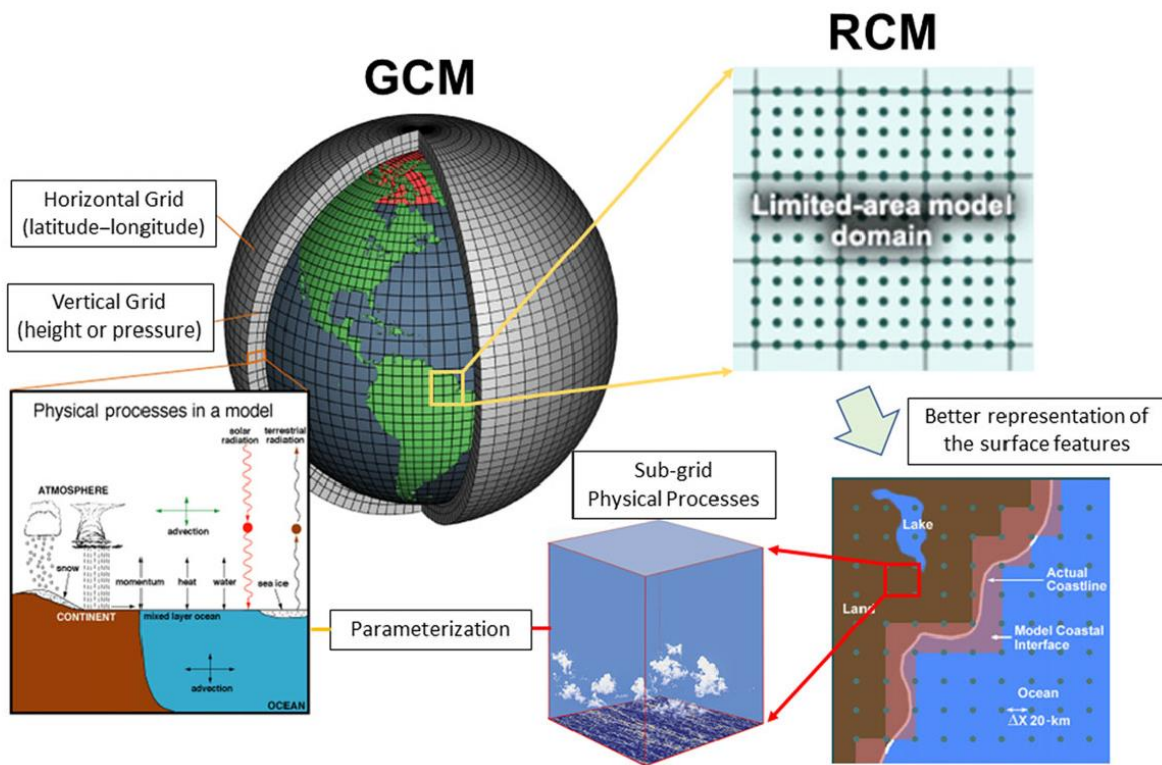 GCM
RCM
Horizontal Grid
(latitude–longitude)
Vertical Grid
(height or pressure)
Limited-area model
domain
Better representation of
the surface features
Physical processes in a model
solar
radiation
terrestrial
radiation
ATMOSPHERE
advection
snow
momentum
heat
water
sea ice
CONTINENT
mixed layer ocean
advection
OCEAN
Parameterization
Sub-grid
Physical Processes
Lake
Land
Actual
Coastline
Model Coastal
Interface
Ocean
ΔX 20-km